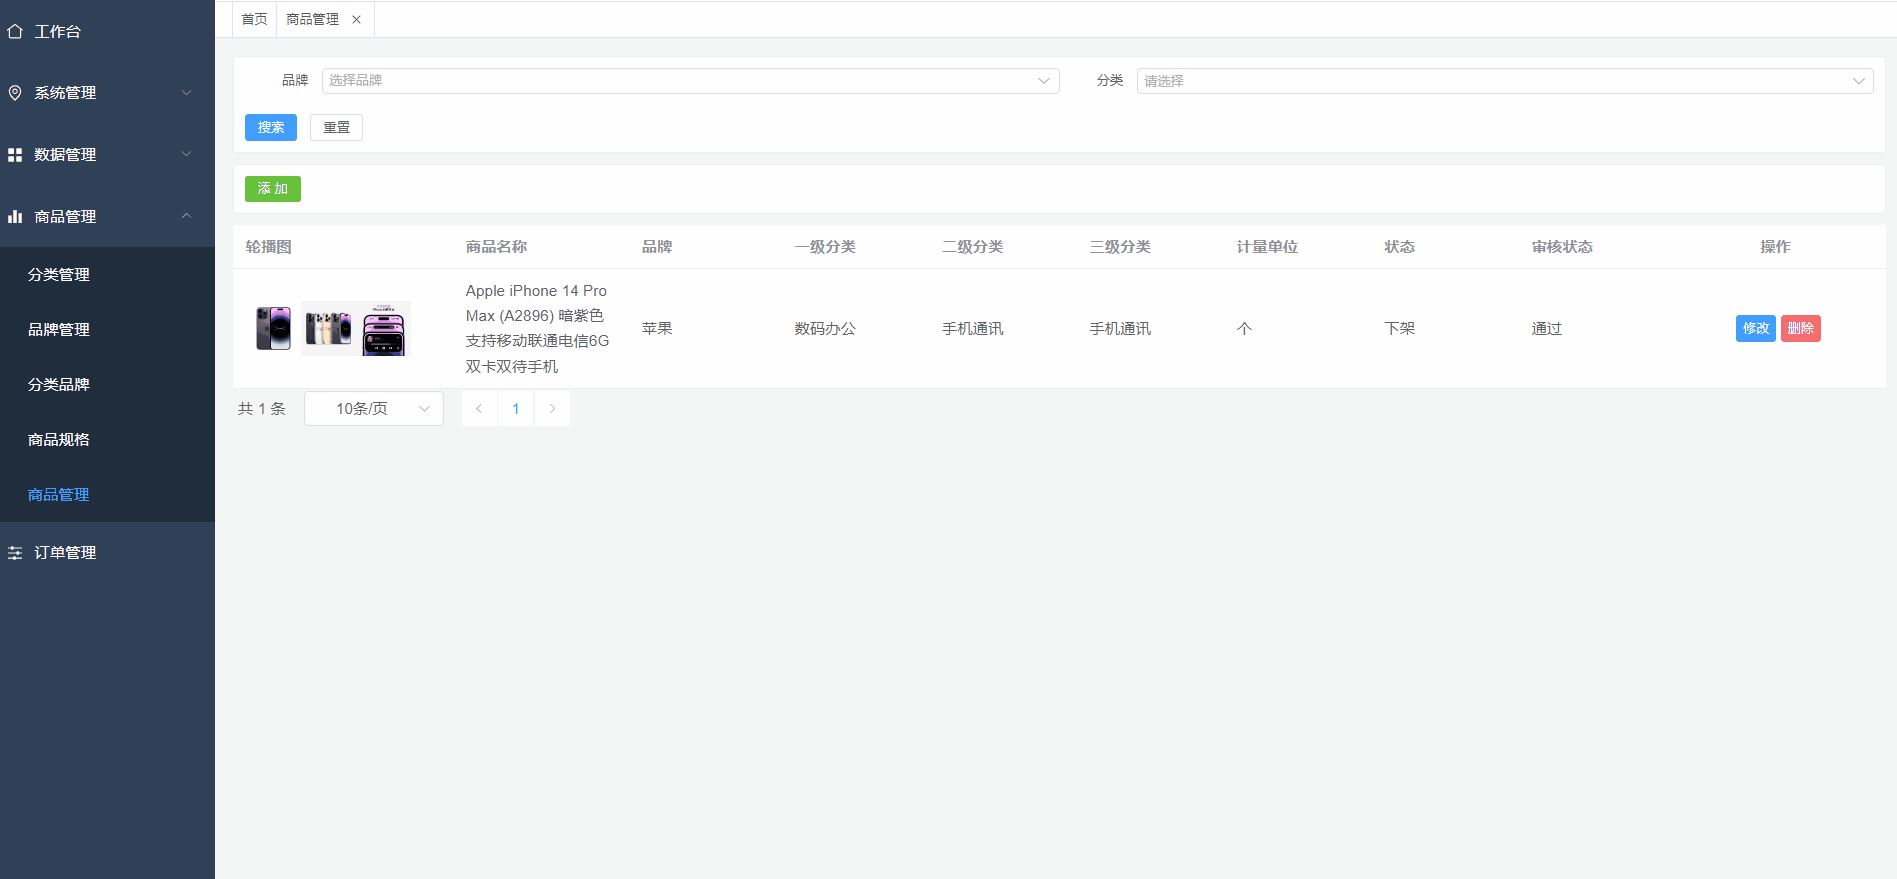 工作台
系统管理
数据管理
商品管理
分类管理
品牌管理
分类品牌
商品规格
商品管理
订单管理
首页 商品管理
品牌 选择品牌 分类 请选择
搜索 重置
添加
轮播图 商品名称 品牌 一级分类 二级分类 三级分类 计量单位 状态 审核状态 操作
Apple iPhone 14 Pro
Max (A2896) 暗紫色
支持移动联通电信6G
双卡双待手机
苹果 数码办公 手机通讯 手机通讯 个 下架 通过 修改 删除
共 1 条 10条/页 1